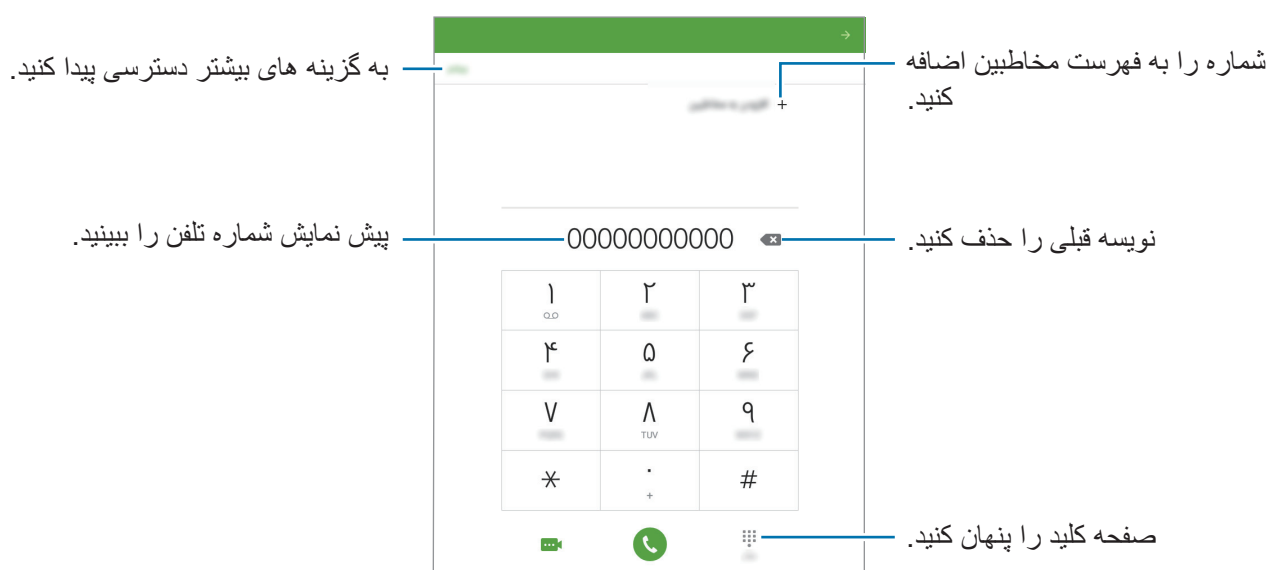 شماره را به فهرست مخاطبین اضافه
کنید.
به گزینه های بیشتر دسترسی پیدا کنید.
+
نویسه قبلی را حذف کنید.
00000000000
پیش نمایش شماره تلفن را ببینید.
۱ ۲ ۳
۴ ۵ ۶
۷ ۸ ۹
TUV
* ۰ #
+
صفحه کلید را پنهان کنید.